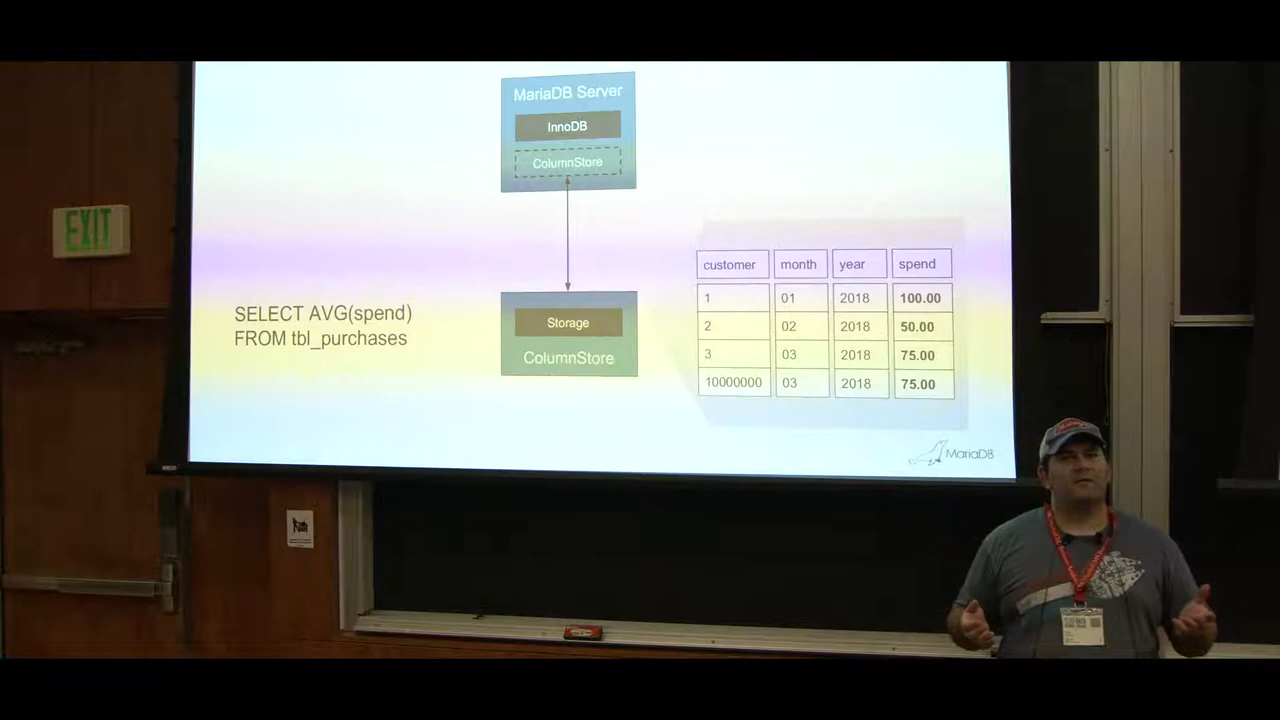 EXIT
MariaDB Server
InnoDB
ColumnStore
SELECT AVG(spend)
FROM tbl_purchases
Storage
ColumnStore
customer month year spend
1 01 2018 100.00
2 02 2018 50.00
3 03 2018 75.00
10000000 03 2018 75.00
MariaDB